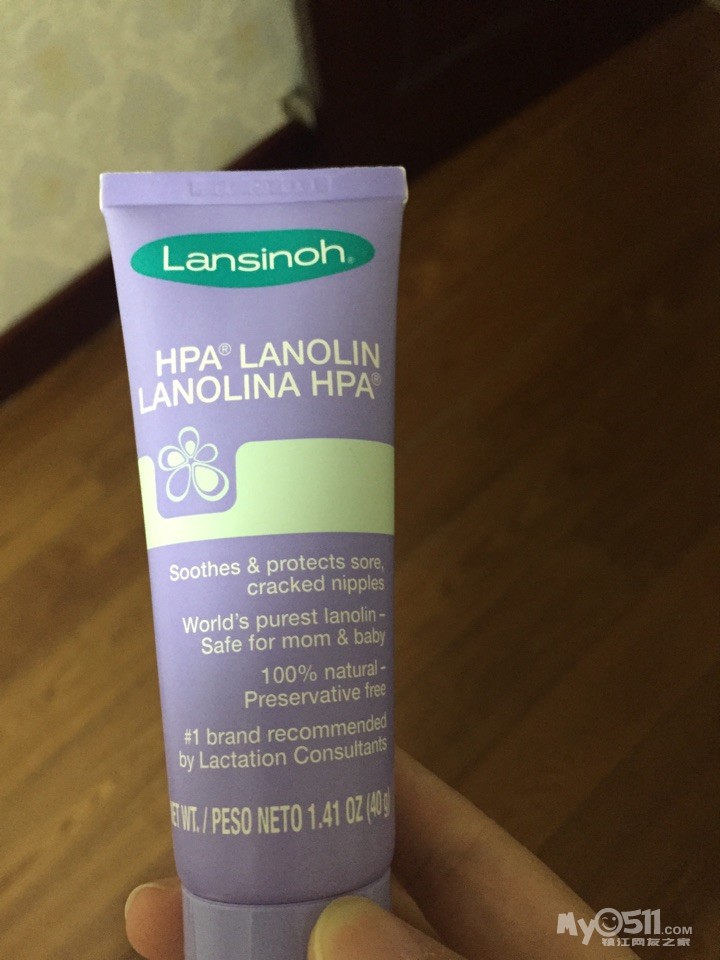 Lansinoh®
HPA® LANOLIN
LANOLINA HPA®
Soothes & protects sore,
cracked nipples
World's purest lanolin-
Safe for mom & baby
100% natural-
Preservative free
#1 brand recommended
by Lactation Consultants
WT./PESO NETO 1.41 OZ (40 g)
My0511.COM
镇江网友之家